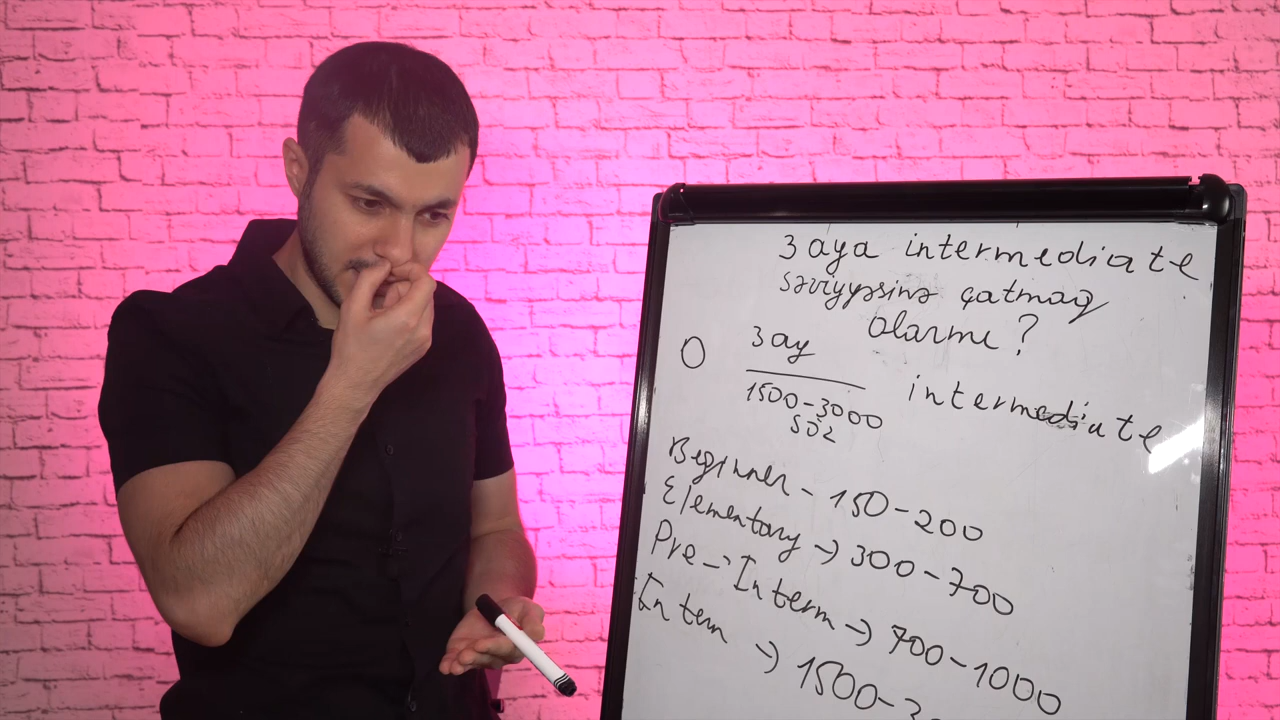 3 aya intermediate
səviyyəsinə çatmaq
olarmı?
0 3 ay
1500-3000 intermediate
söz
Beginner - 150-200
Elementary → 300-700
Pre-Interm → 700-1000
Interm → 1500-3